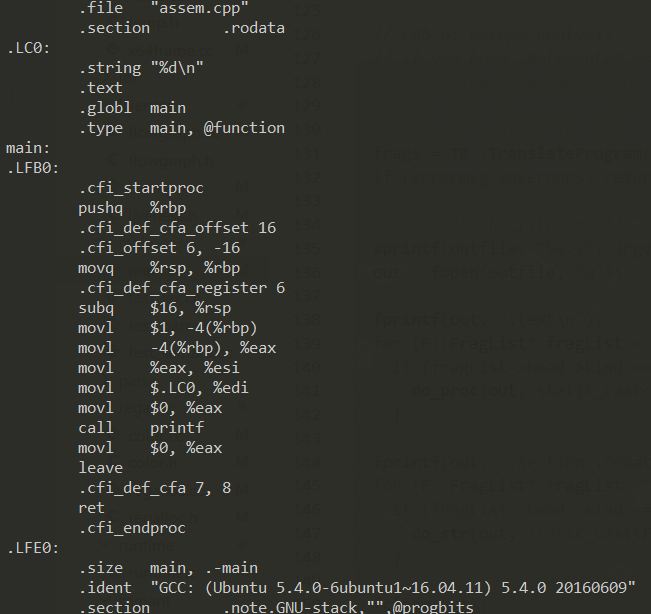 .file "assem.cpp"
.section .rodata
.LC0:
.string "%d\n"
.text
.globl main
.type main, @function
main:
.LFB0:
.cfi_startproc
pushq %rbp
.cfi_def_cfa_offset 16
.cfi_offset 6, -16
movq %rsp, %rbp
.cfi_def_cfa_register 6
subq $16, %rsp
movl $1, -4(%rbp)
movl -4(%rbp), %eax
movl %eax, %esi
movl $.LC0, %edi
movl $0, %eax
call printf
movl $0, %eax
leave
.cfi_def_cfa 7, 8
ret
.cfi_endproc
.LFE0:
.size main, .-main
.ident "GCC: (Ubuntu 5.4.0-6ubuntu1~16.04.11) 5.4.0 20160609"
.section .note.GNU-stack,"",@progbits